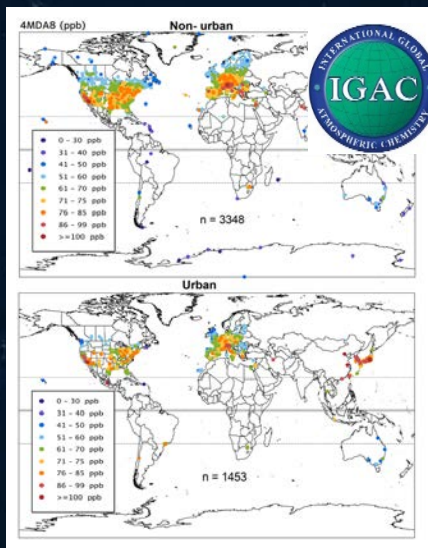 4MDA8 (ppb)
Non- urban
INTERNATIONAL GLOBAL
IGAC
ATMOSPHERIC CHEMISTRY
0 - 30 ppb
31 - 40 ppb
41 - 50 ppb
51 - 60 ppb
61 - 70 ppb
71 - 75 ppb
76 - 85 ppb
86 - 99 ppb
>=100 ppb
n = 3348
Urban
0 - 30 ppb
31 - 40 ppb
41 - 50 ppb
51 - 60 ppb
61 - 70 ppb
71 - 75 ppb
76 - 85 ppb
86 - 99 ppb
>=100 ppb
n = 1453